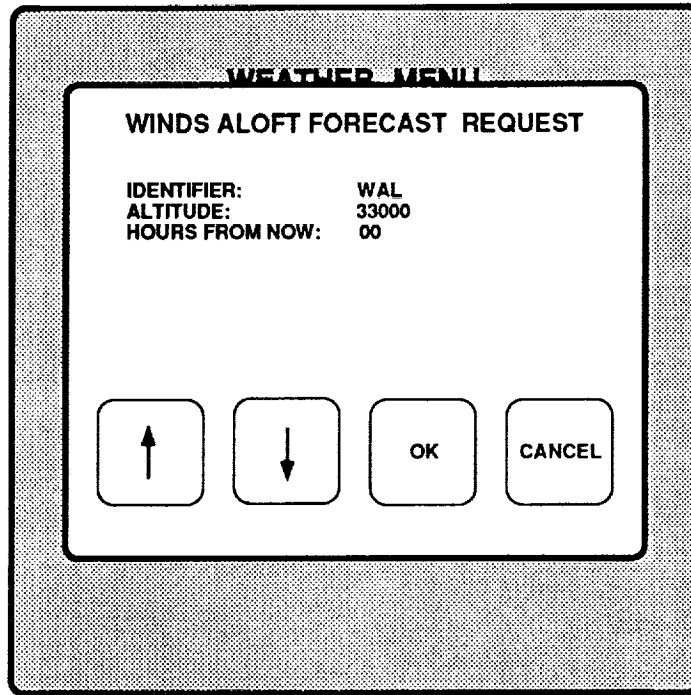 WEATHER MENU
WINDS ALOFT FORECAST REQUEST
IDENTIFIER: WAL
ALTITUDE: 33000
HOURS FROM NOW: 00
OK
CANCEL